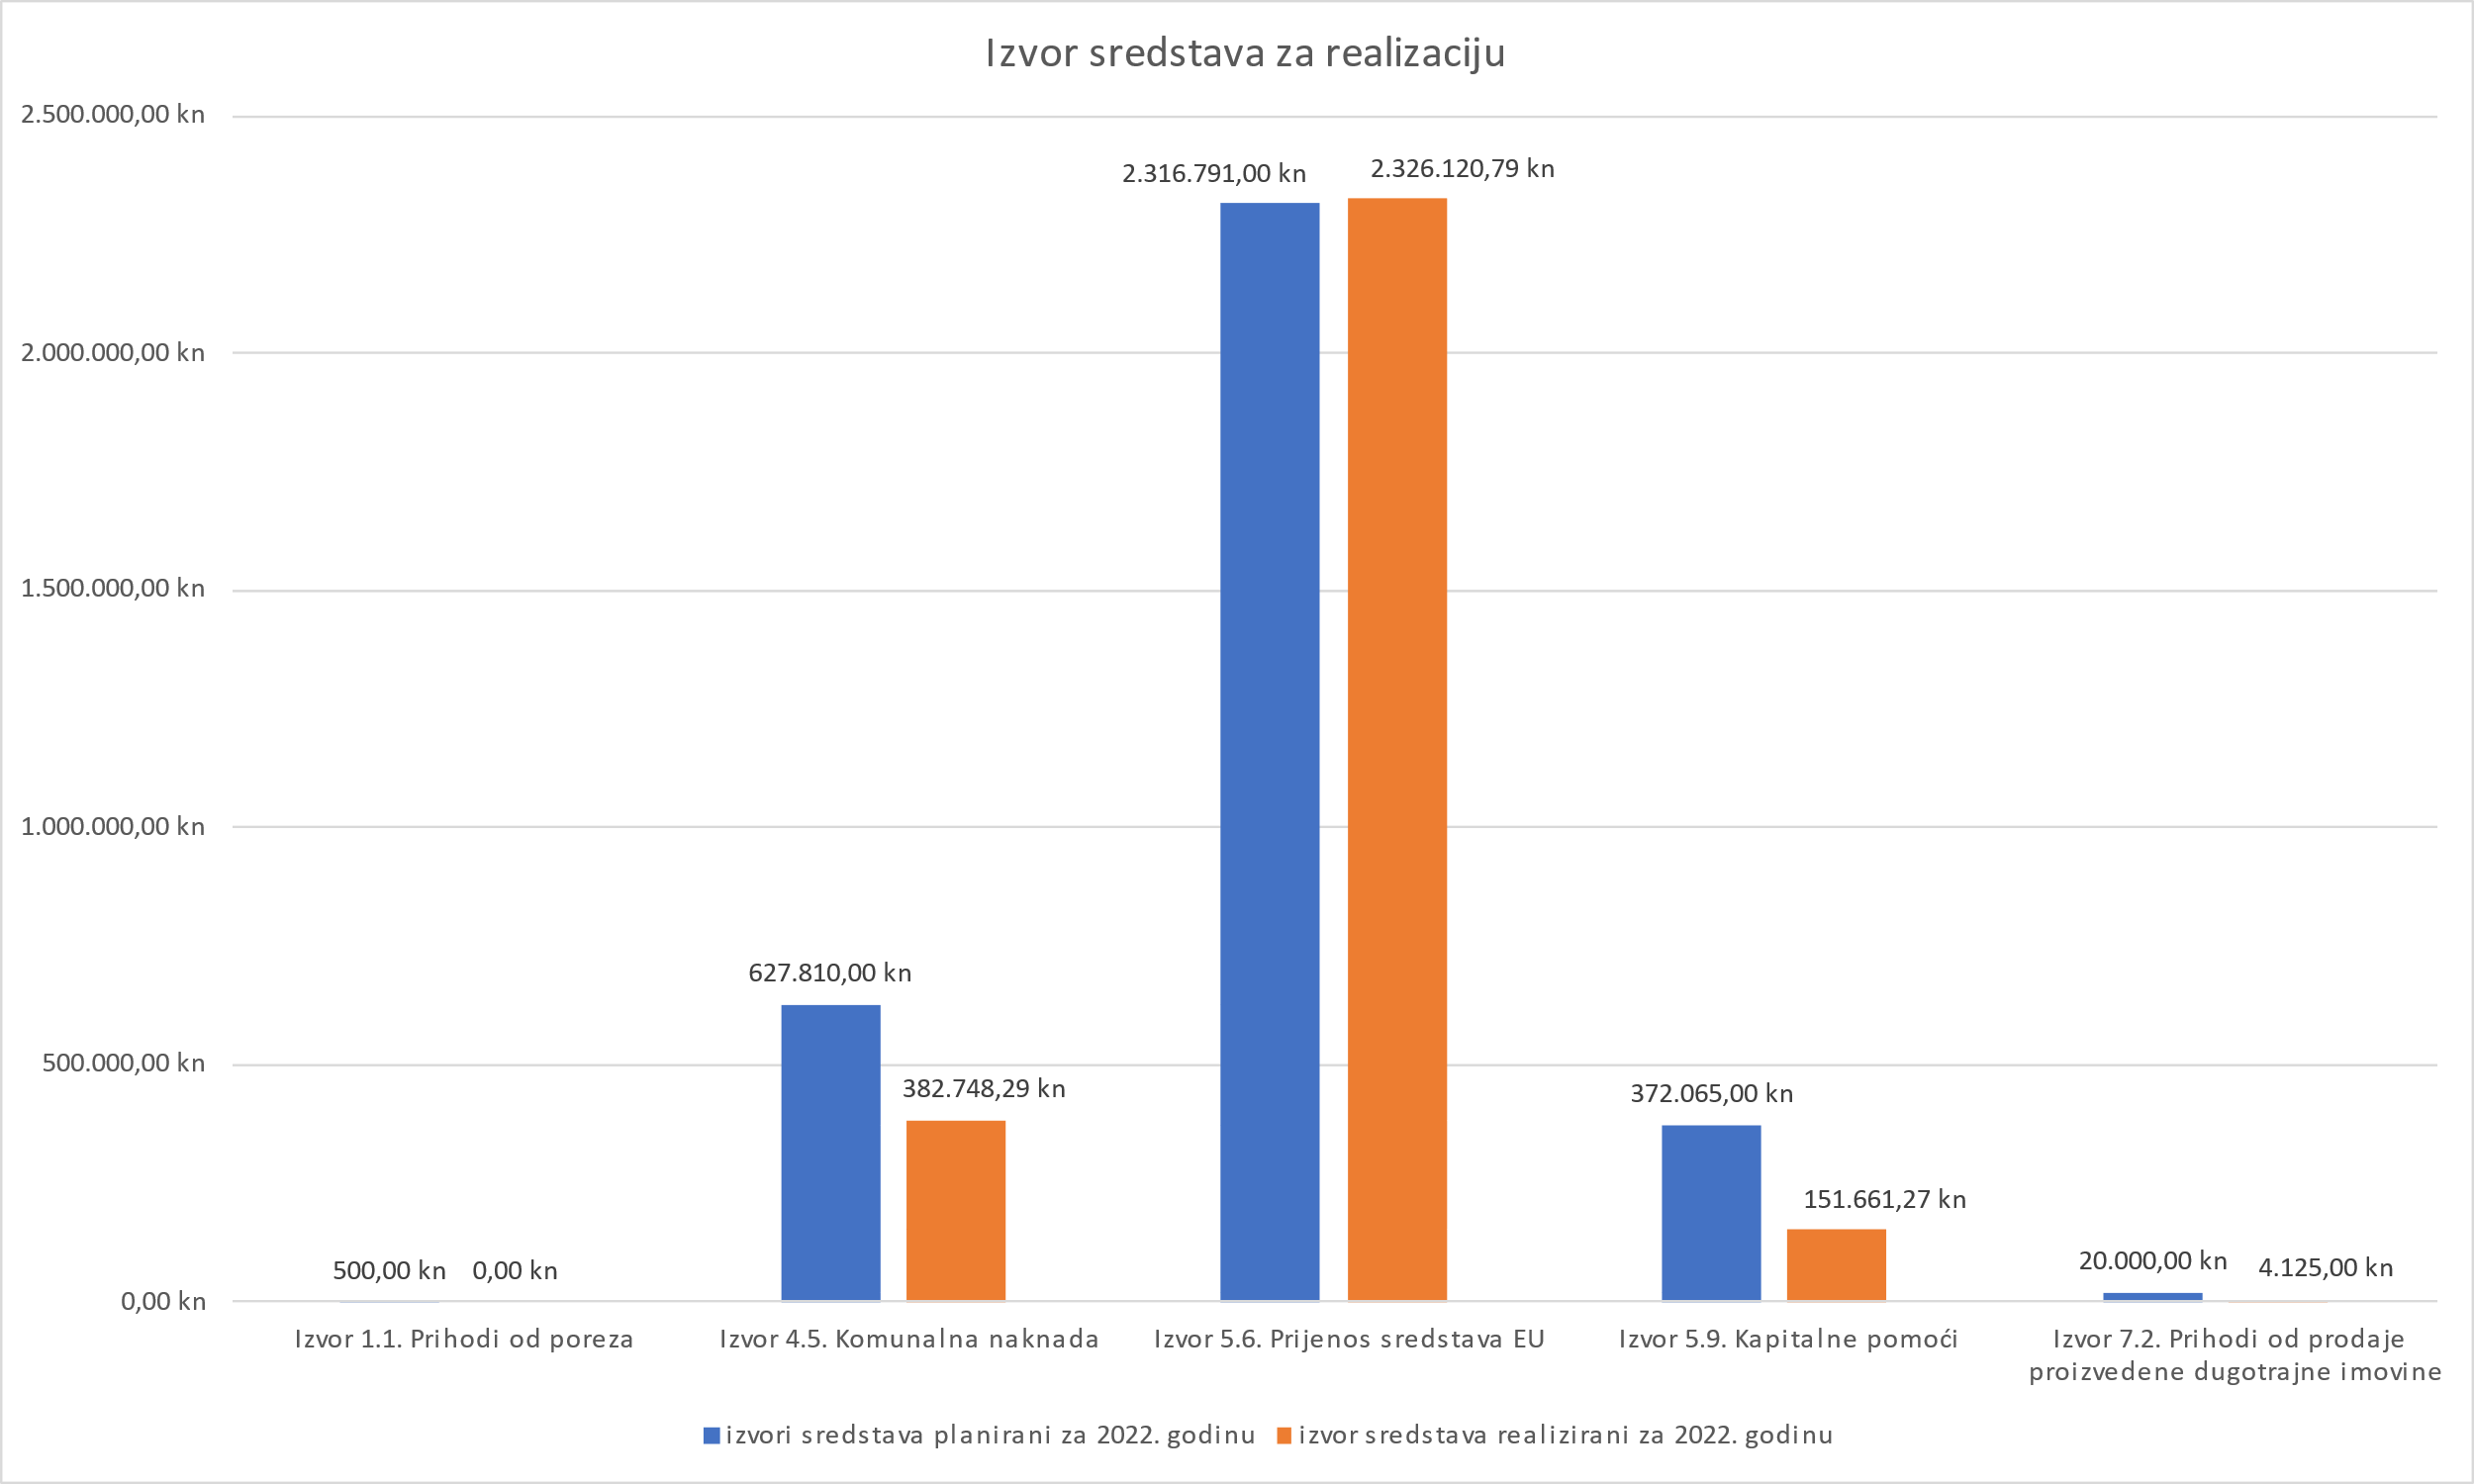 Izvor sredstava za realizaciju
2.500.000,00 kn
2.000.000,00 kn
1.500.000,00 kn
1.000.000,00 kn
500.000,00 kn
0,00 kn
500,00 kn
0,00 kn
627.810,00 kn
382.748,29 kn
2.316.791,00 kn
2.326.120,79 kn
372.065,00 kn
151.661,27 kn
20.000,00 kn
4.125,00 kn
Izvor 1.1. Prihodi od poreza
Izvor 4.5. Komunalna naknada
Izvor 5.6. Prijenos sredstava EU
Izvor 5.9. Kapitalne pomoći
Izvor 7.2. Prihodi od prodaje
proizvedene dugotrajne imovine
izvori sredstava planirani za 2022. godinu
izvor sredstava realizirani za 2022. godinu